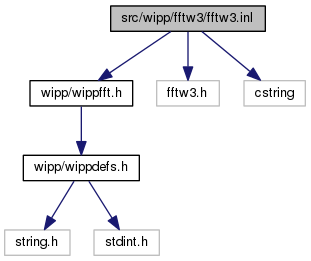 src/wipp/fftw3/fftw3.inl
wipp/wippfft.h
fftw3.h
cstring
wipp/wippdefs.h
string.h
stdint.h